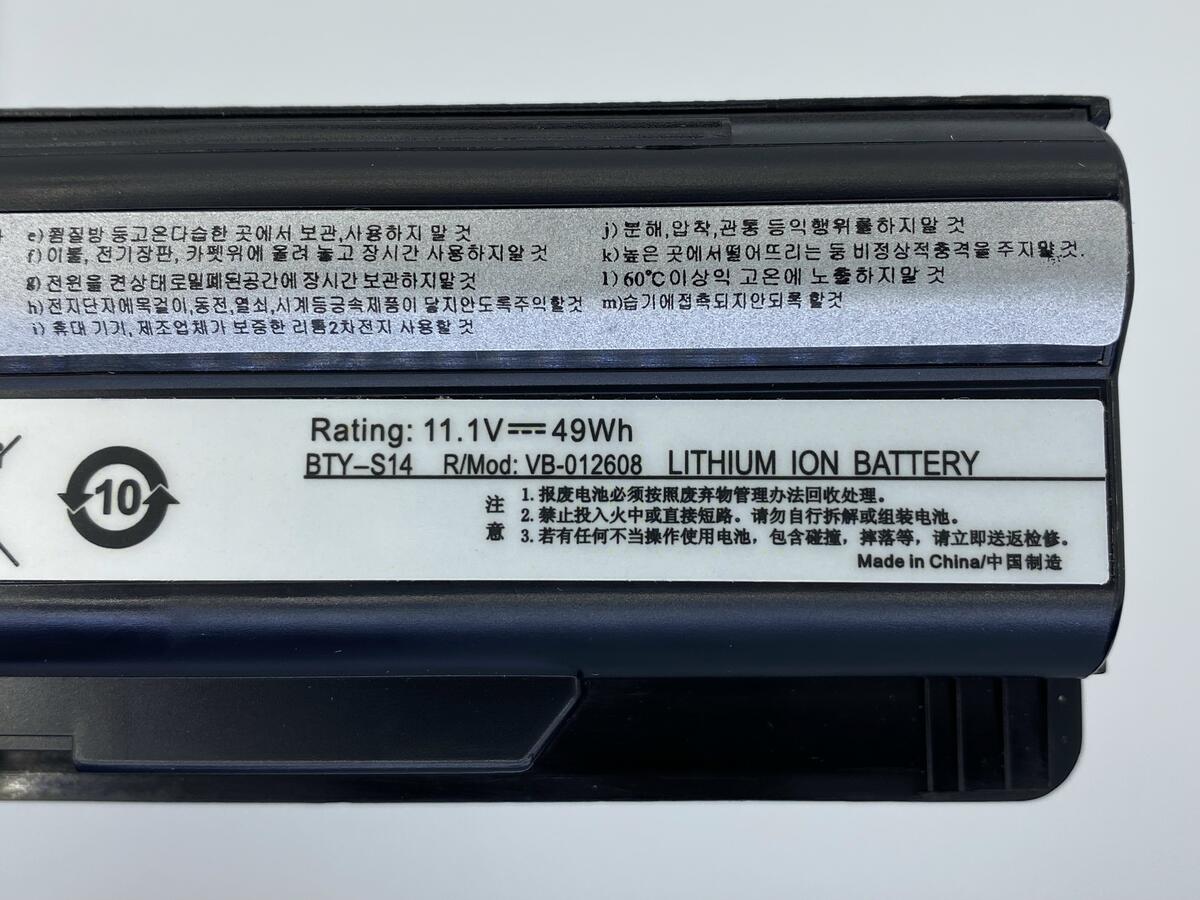 e)품질방 등고온다습한 곳에서 보관,사용하지 말 것
f)이불, 전기장판, 카펫위에 올려 놓고 장시간 사용하지알 것
g)전원을 켠상태로밀폐된공간에장시간보관하지말것
h)전지단자에목걸이,동전,열쇠,시계등긍속제품이 닿지안도록주익할것
i) 휴대 기기, 제조업체가 보증한 리튬2차전지 사용할 것
j)분해,압착,관통 등익행위를하지말 것
k)높은 곳에서떨어뜨리는 등 비정상적충격을 주지말것.
l)60℃이상익 고온에 노출하지말 것
m)습기에접촉되지안되록 할것
10
Rating: 11.1V⎓49Wh
BTY-S14 R/Mod: VB-012608 LITHIUM ION BATTERY
注意
1. 报废电池必须按照废弃物管理办法回收处理。
2. 禁止投入火中或直接短路。请勿自行拆解或组装电池。
3. 若有任何不当操作使用电池，包含碰撞，摔落等，请立即送返检修。
Made in China/中国制造